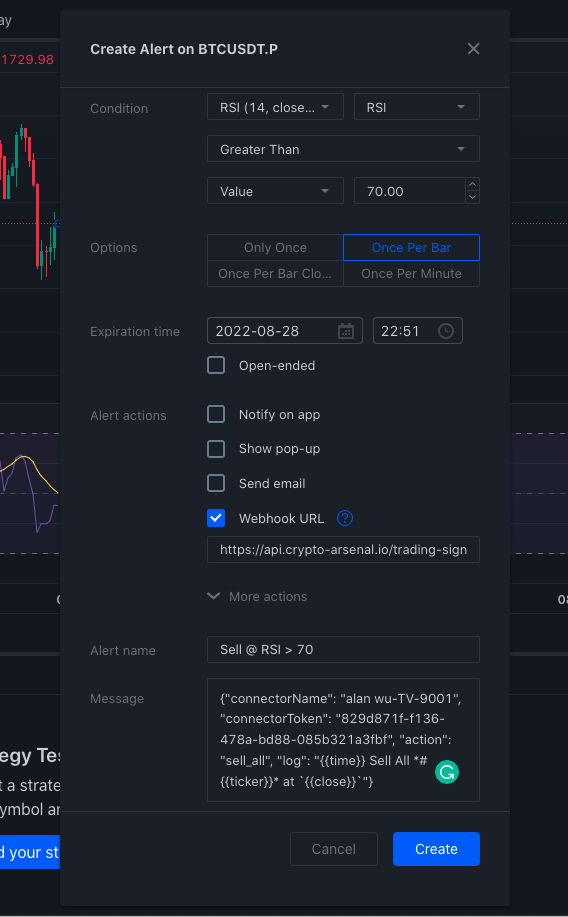 ay
Create Alert on BTCUSDT.P
1729.98
Condition
RSI (14, close...
RSI
Greater Than
Value
70.00
Options
Only Once
Once Per Bar
Once Per Bar Clo...
Once Per Minute
Expiration time
2022-08-28
22:51
Open-ended
Alert actions
Notify on app
Show pop-up
Send email
Webhook URL
https://api.crypto-arsenal.io/trading-sign
More actions
Alert name
Sell @ RSI > 70
Message
{"connectorName": "alan wu-TV-9001",
"connectorToken": "829d871f-f136-
478a-bd88-085b321a3fbf", "action":
"sell_all", "log": "{{time}} Sell All *#
{{ticker}}* at `{{close}}`"}
egy Tes
t a strate
ymbol an
d your st
Cancel
Create